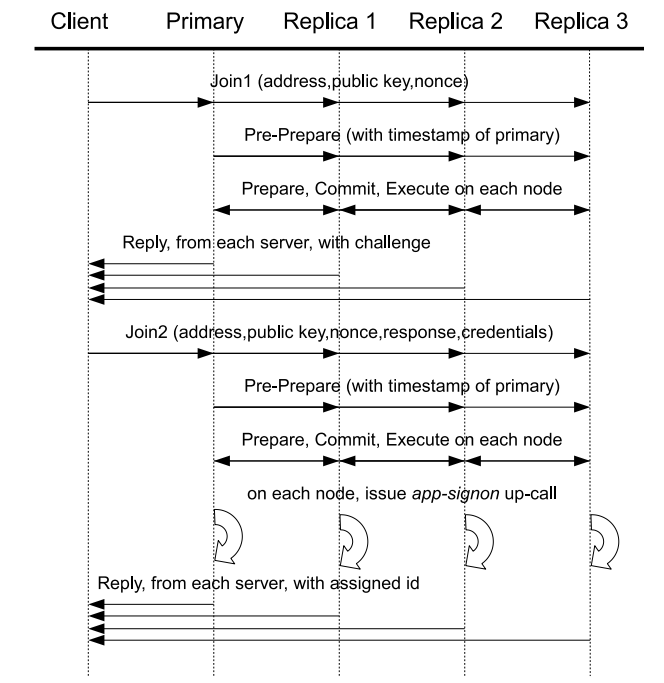 Client Primary Replica 1 Replica 2 Replica 3
Join1 (address,public key,nonce)
Pre-Prepare (with timestamp of primary)
Prepare, Commit, Execute on each node
Reply, from each server, with challenge
Join2 (address,public key,nonce,response,credentials)
Pre-Prepare (with timestamp of primary)
Prepare, Commit, Execute on each node
on each node, issue app-signon up-call
Reply, from each server, with assigned id